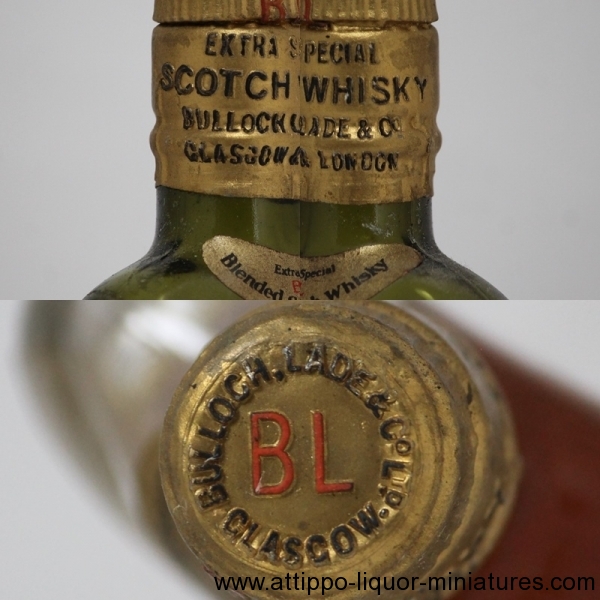 BL
EXTRA SPECIAL
SCOTCH WHISKY
BULLOCH LADE & Co
GLASGOW & LONDON
Extra Special
Blended Whisky
BULLOCH, LADE & Co LD.
BL
GLASGOW
www.attippo-liquor-miniatures.com